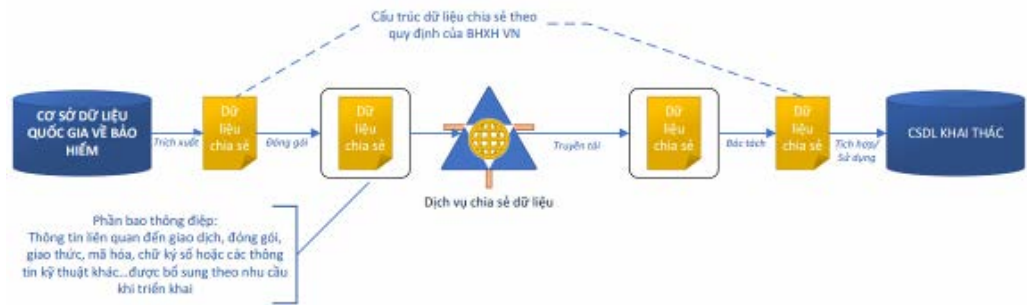 Cấu trúc dữ liệu chia sẻ theo
quy định của BHXH VN
CƠ SỞ DỮ LIỆU
QUỐC GIA VỀ BẢO
HIỂM
Trích xuất
Dữ
liệu
chia sẻ
Đóng gói
Dữ
liệu
chia sẻ
Dịch vụ chia sẻ dữ liệu
Truyền tải
Dữ
liệu
chia sẻ
Bóc tách
Dữ
liệu
chia sẻ
Tích hợp/
Sử dụng
CSDL KHAI THÁC
Phần bao thông điệp:
Thông tin liên quan đến giao dịch, đóng gói,
giao thức, mã hóa, chữ ký số hoặc các thông
tin kỹ thuật khác...được bổ sung theo nhu cầu
khi triển khai